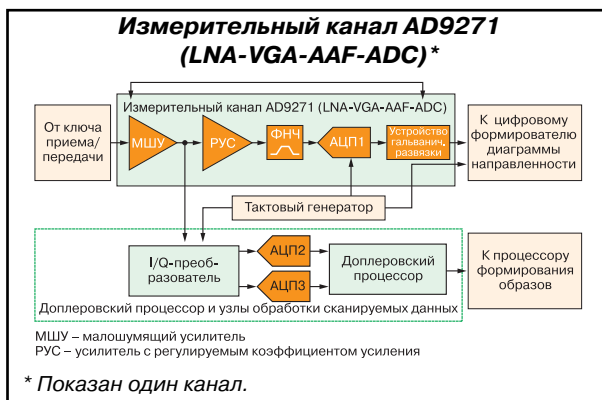 Измерительный канал AD9271
(LNA-VGA-AAF-ADC)*
Измерительный канал AD9271 (LNA-VGA-AAF-ADC)
От ключа
приема/
передачи
МШУ
РУС
ФНЧ
АЦП1
Устройство
гальванич.
развязки
К цифровому
формирователю
диаграммы
направленности
Тактовый генератор
I/Q-преоб-
разователь
АЦП2
АЦП3
Доплеровский
процессор
К процессору
формирования
образов
Доплеровский процессор и узлы обработки сканируемых данных
МШУ – малошумящий усилитель
РУС – усилитель с регулируемым коэффициентом усиления
* Показан один канал.